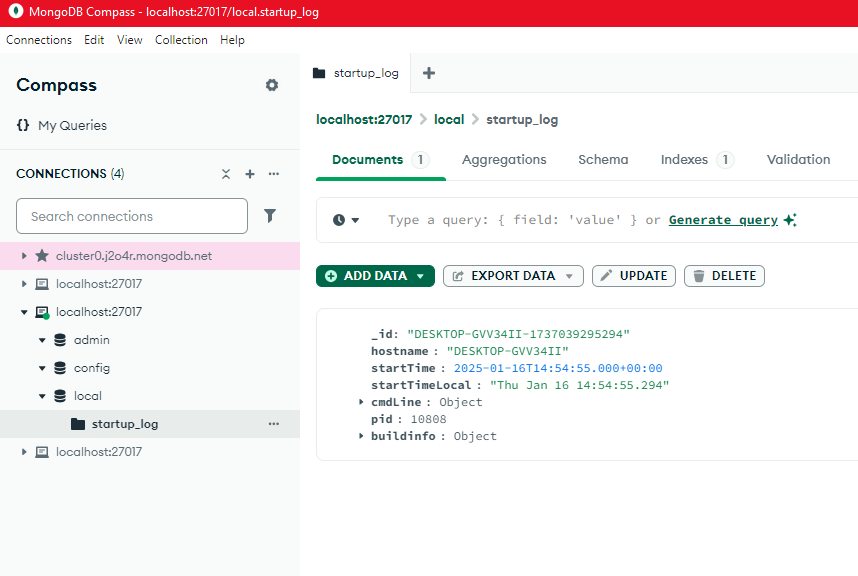 MongoDB Compass - localhost:27017/local.startup_log
Connections Edit View Collection Help
Compass
{} My Queries
CONNECTIONS (4)
Search connections
cluster0.j2o4r.mongodb.net
localhost:27017
localhost:27017
admin
config
local
startup_log
localhost:27017
startup_log
localhost:27017 > local > startup_log
Documents 1 Aggregations Schema Indexes 1 Validation
Type a query: { field: 'value' } or Generate query
ADD DATA EXPORT DATA UPDATE DELETE
_id: "DESKTOP-GVV34II-1737039295294"
hostname : "DESKTOP-GVV34II"
startTime : 2025-01-16T14:54:55.000+00:00
startTimeLocal : "Thu Jan 16 14:54:55.294"
cmdLine : Object
pid : 10808
buildinfo : Object